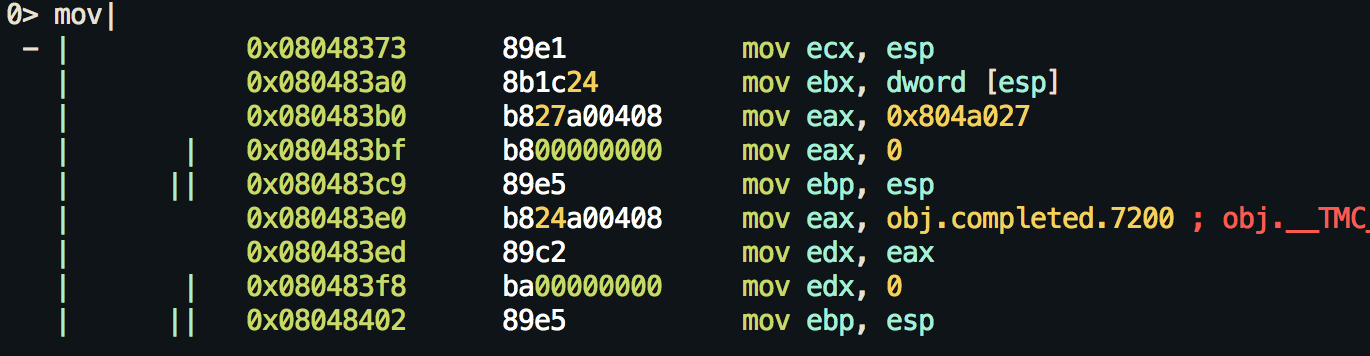 0> mov|
- | 0x08048373 89e1 mov ecx, esp
| 0x080483a0 8b1c24 mov ebx, dword [esp]
| 0x080483b0 b827a00408 mov eax, 0x804a027
| | 0x080483bf b800000000 mov eax, 0
| || 0x080483c9 89e5 mov ebp, esp
| 0x080483e0 b824a00408 mov eax, obj.completed.7200 ; obj.__TMC_
| 0x080483ed 89c2 mov edx, eax
| | 0x080483f8 ba00000000 mov edx, 0
| || 0x08048402 89e5 mov ebp, esp